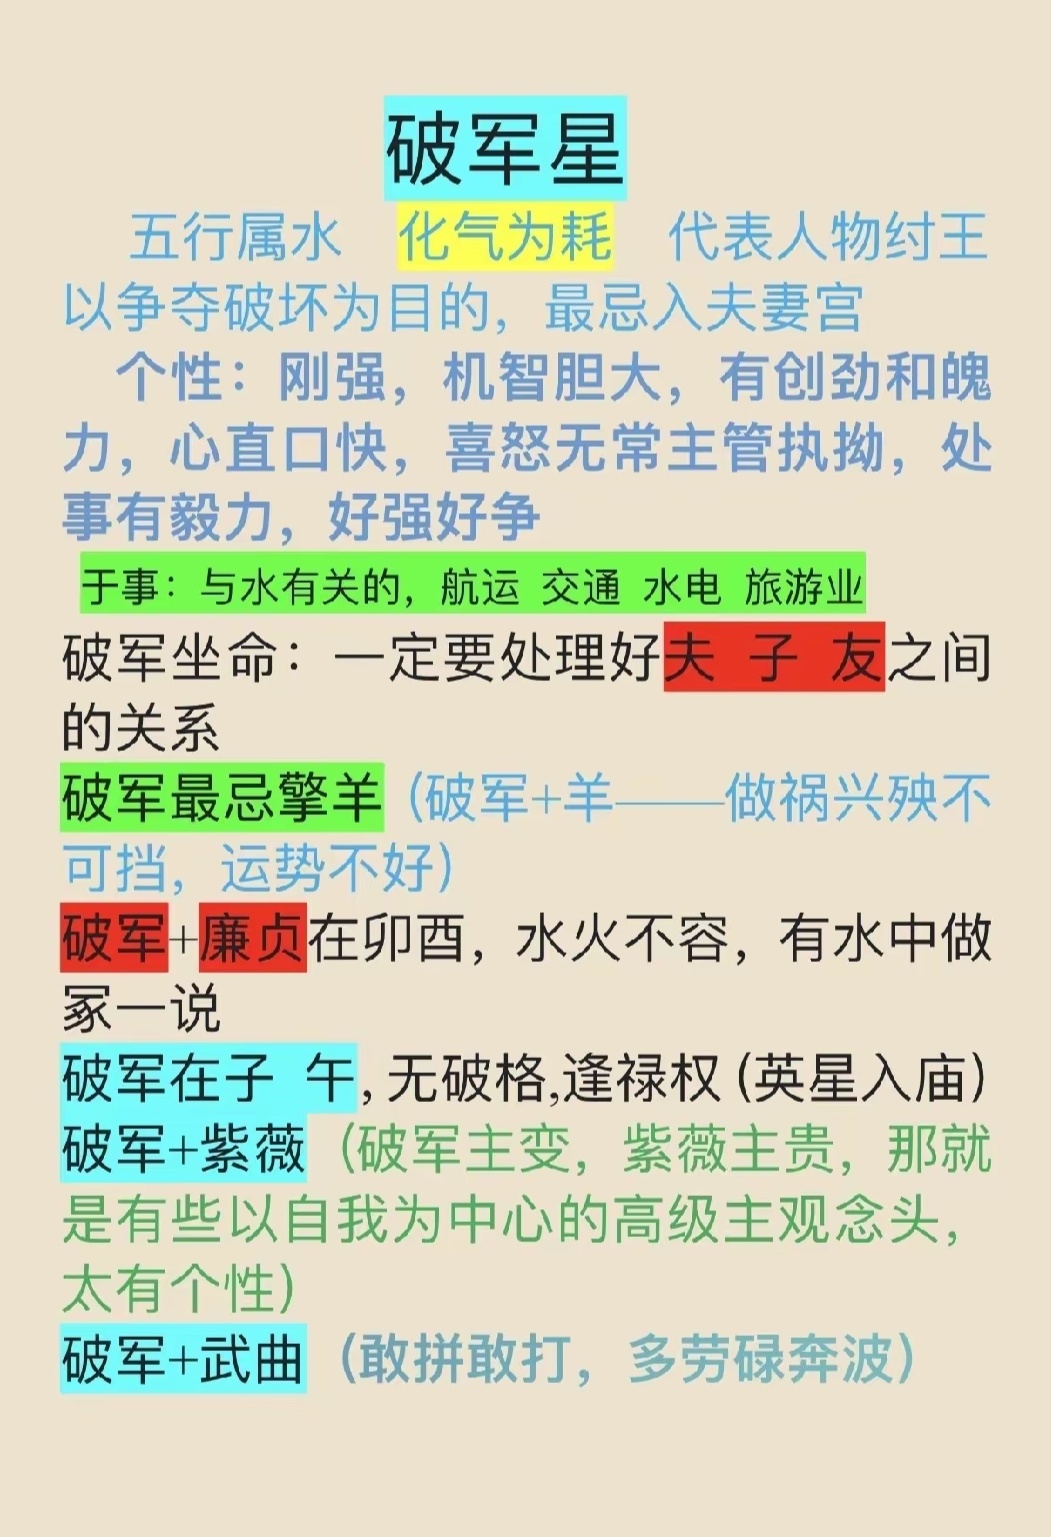 破军星
五行属水 化气为耗 代表人物纣王
以争夺破坏为目的，最忌入夫妻宫
个性：刚强，机智胆大，有创劲和魄
力，心直口快，喜怒无常主管执拗，处
事有毅力，好强好争
于事：与水有关的，航运 交通 水电 旅游业
破军坐命：一定要处理好夫 子 友之间
的关系
破军最忌擎羊（破军+羊——做祸兴殃不
可挡，运势不好）
破军+廉贞在卯酉，水火不容，有水中做
冢一说
破军在子 午,无破格,逢禄权(英星入庙)
破军+紫薇（破军主变，紫薇主贵，那就
是有些以自我为中心的高级主观念头，
太有个性）
破军+武曲（敢拼敢打，多劳碌奔波）